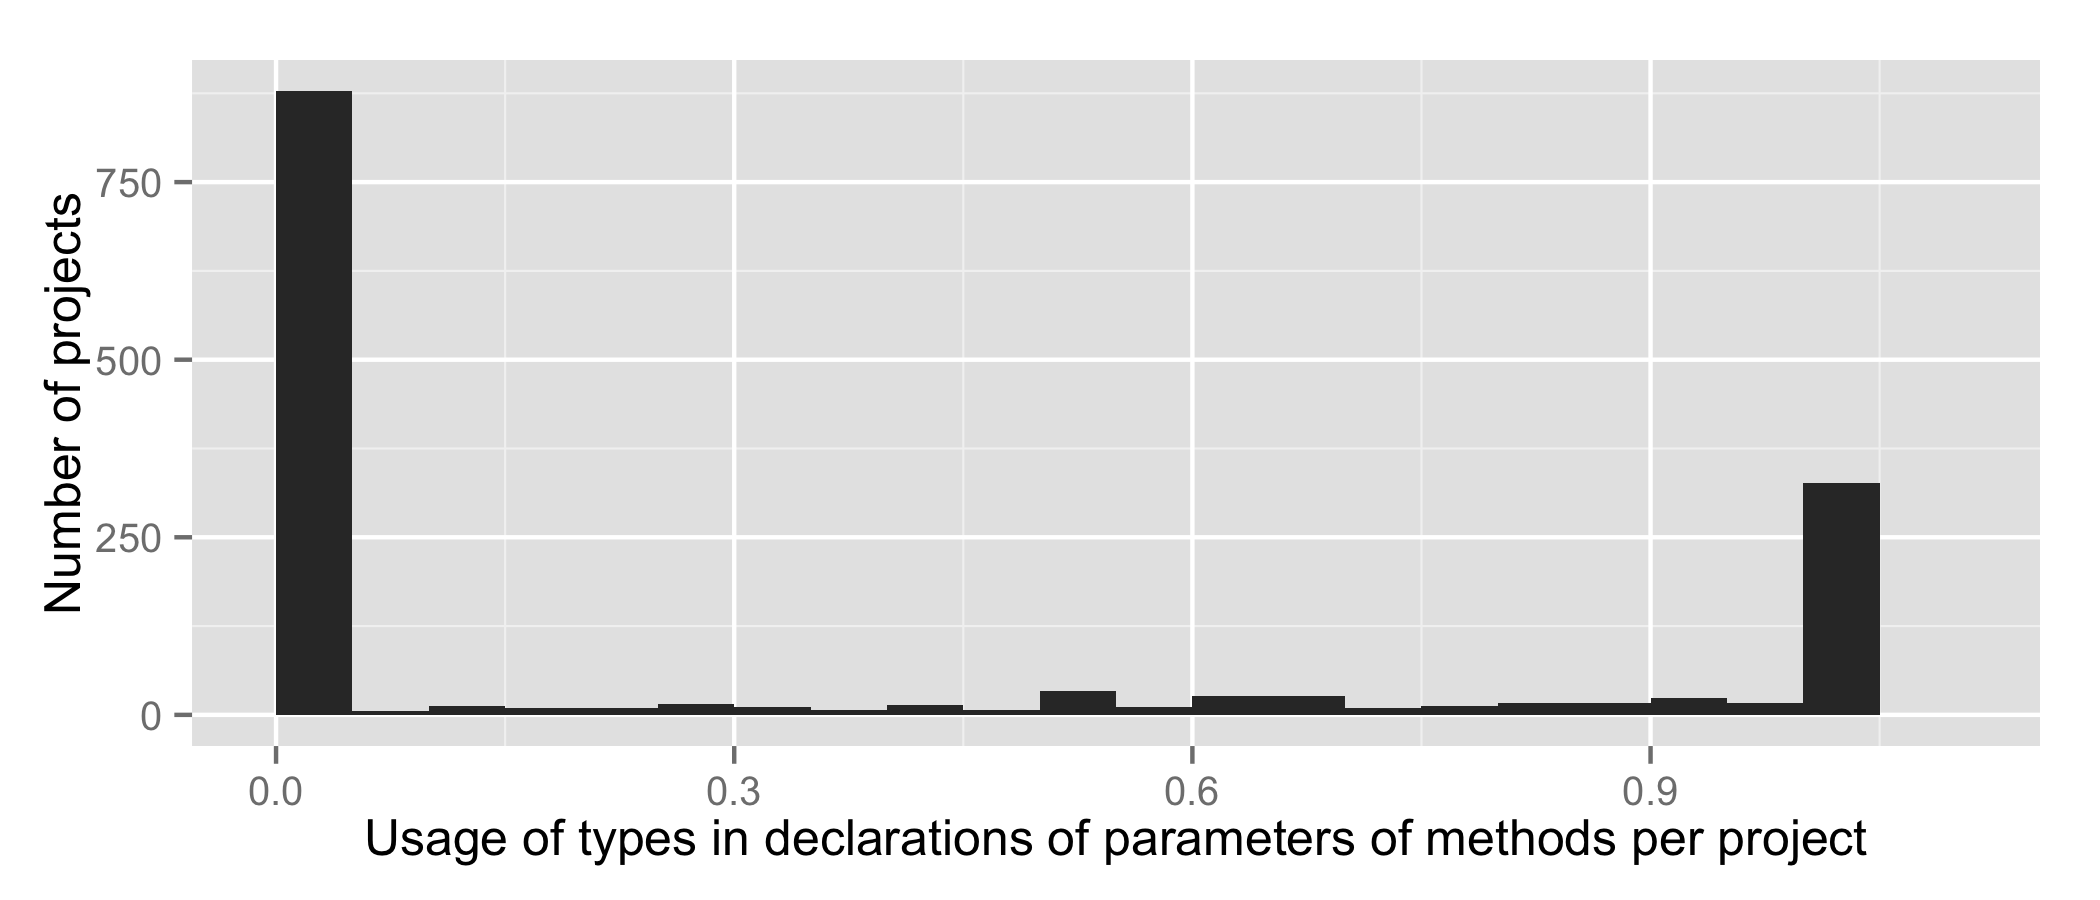 Number of projects
750
500
250
0
0.0 0.3 0.6 0.9
Usage of types in declarations of parameters of methods per project